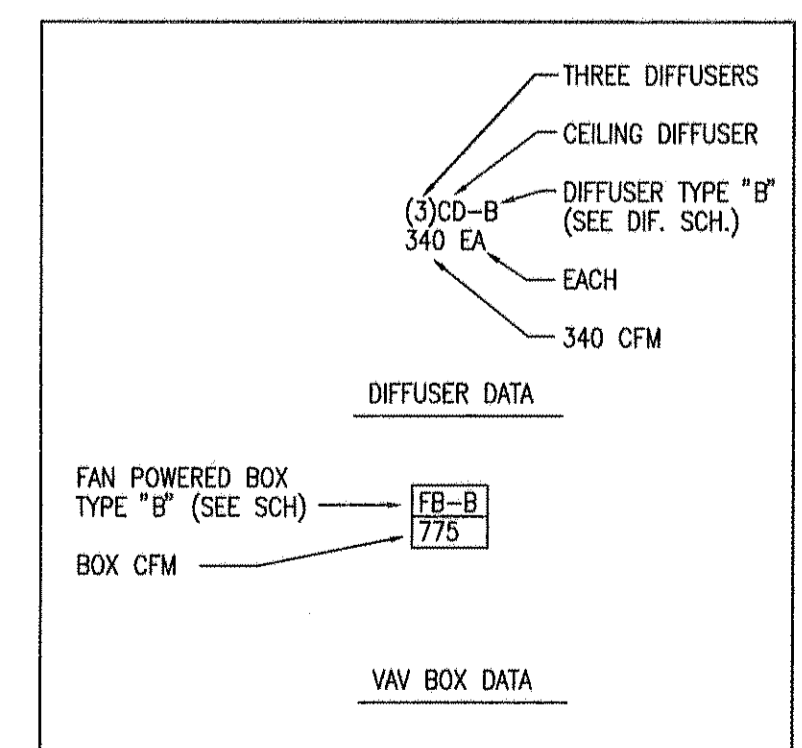 THREE DIFFUSERS
CEILING DIFFUSER
(3)CD-B
340 EA
DIFFUSER TYPE "B"
(SEE DIF. SCH.)
EACH
340 CFM
DIFFUSER DATA
FAN POWERED BOX
TYPE "B" (SEE SCH)
FB-B
775
BOX CFM
VAV BOX DATA